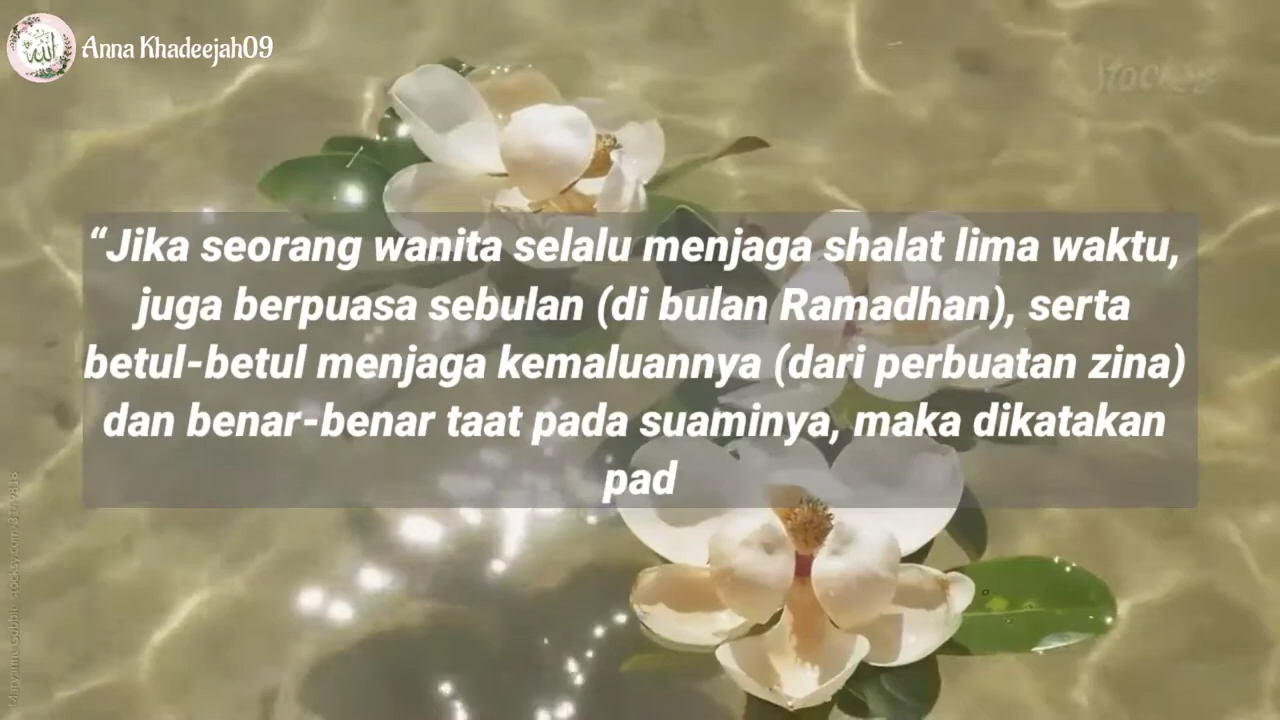 Anna Khadeejah09
“Jika seorang wanita selalu menjaga shalat lima waktu,
juga berpuasa sebulan (di bulan Ramadhan), serta
betul-betul menjaga kemaluannya (dari perbuatan zina)
dan benar-benar taat pada suaminya, maka dikatakan
pad